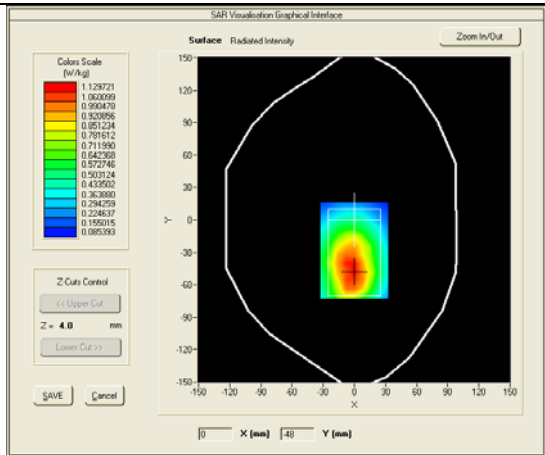 SAR Visualisation Graphical Interface
Surface Radiated Intensity
Zoom In/Out
Colors Scale
(W/kg)
1.129721
1.060099
0.990478
0.920856
0.851234
0.781612
0.711990
0.642368
0.572746
0.503124
0.433502
0.363880
0.294259
0.224637
0.155015
0.085393
150
120
90
60
30
0
-30
-60
-90
-120
-150
Y
-150 -120 -90 -60 -30 0 30 60 90 120 150
X
Z Cuts Control
<< Upper Cut
Z = 4.0 mm
Lower Cut >>
SAVE Cancel
0 X (mm) -48 Y (mm)